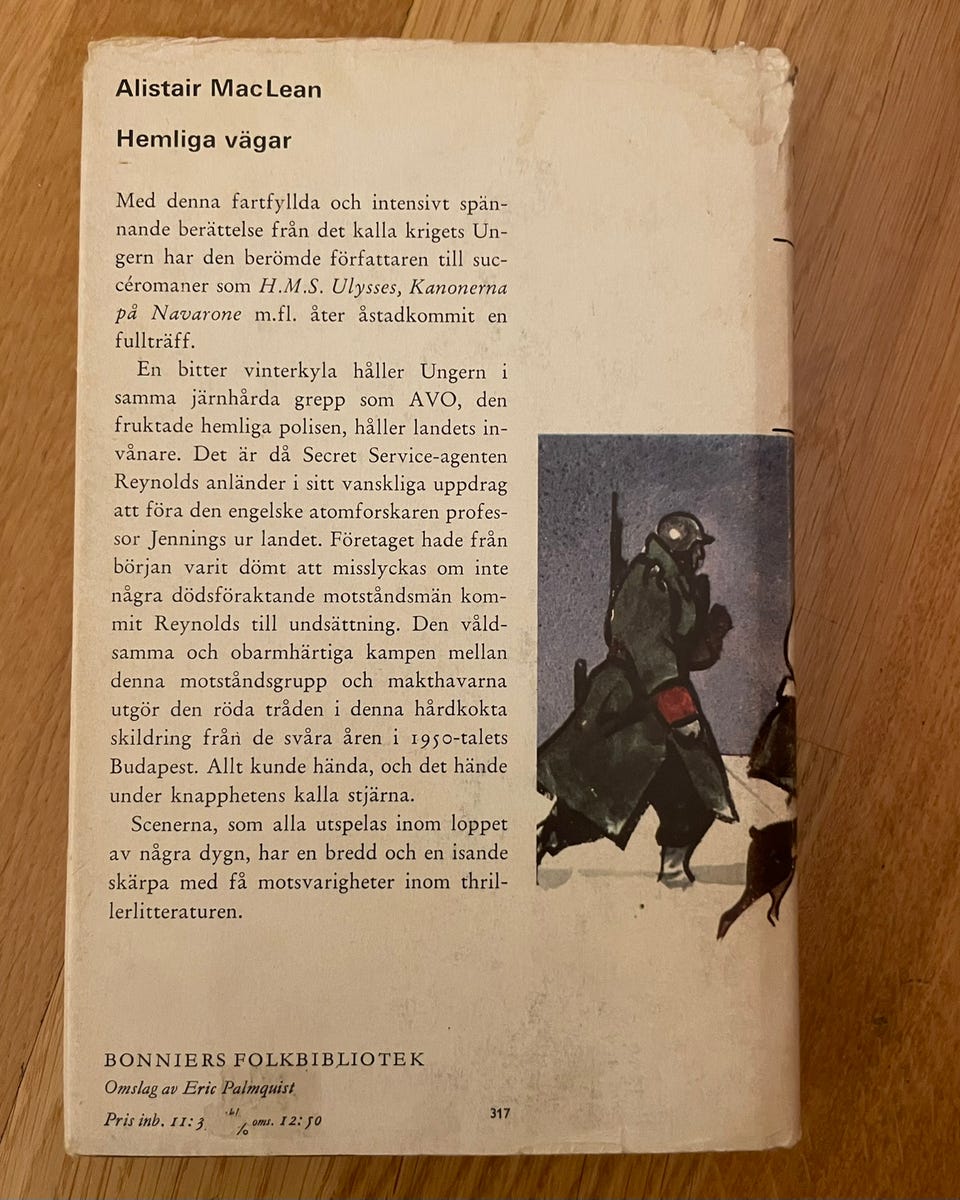 Alistair MacLean
Hemliga vägar
Med denna fartfyllda och intensivt spän-
nande berättelse från det kalla krigets Un-
gern har den berömde författaren till suc-
céromaner som H.M.S. Ulysses, Kanonerna
på Navarone m.fl. åter åstadkommit en
fullträff.
En bitter vinterkyla håller Ungern i
samma järnhårda grepp som AVO, den
fruktade hemliga polisen, håller landets in-
vånare. Det är då Secret Service-agenten
Reynolds anländer i sitt vanskliga uppdrag
att föra den engelske atomforskaren profes-
sor Jennings ur landet. Företaget hade från
början varit dömt att misslyckas om inte
några dödsföraktande motståndsmän kom-
mit Reynolds till undsättning. Den våld-
samma och obarmhärtiga kampen mellan
denna motståndsgrupp och makthavarna
utgör den röda tråden i denna hårdkokta
skildring från de svåra åren i 1950-talets
Budapest. Allt kunde hända, och det hände
under knapphetens kalla stjärna.
Scenerna, som alla utspelas inom loppet
av några dygn, har en bredd och en isande
skärpa med få motsvarigheter inom thril-
lerlitteraturen.
BONNIERS FOLKBIBLIOTEK
Omslag av Eric Palmquist
Pris inb. 11:3 % oms. 12:50
317